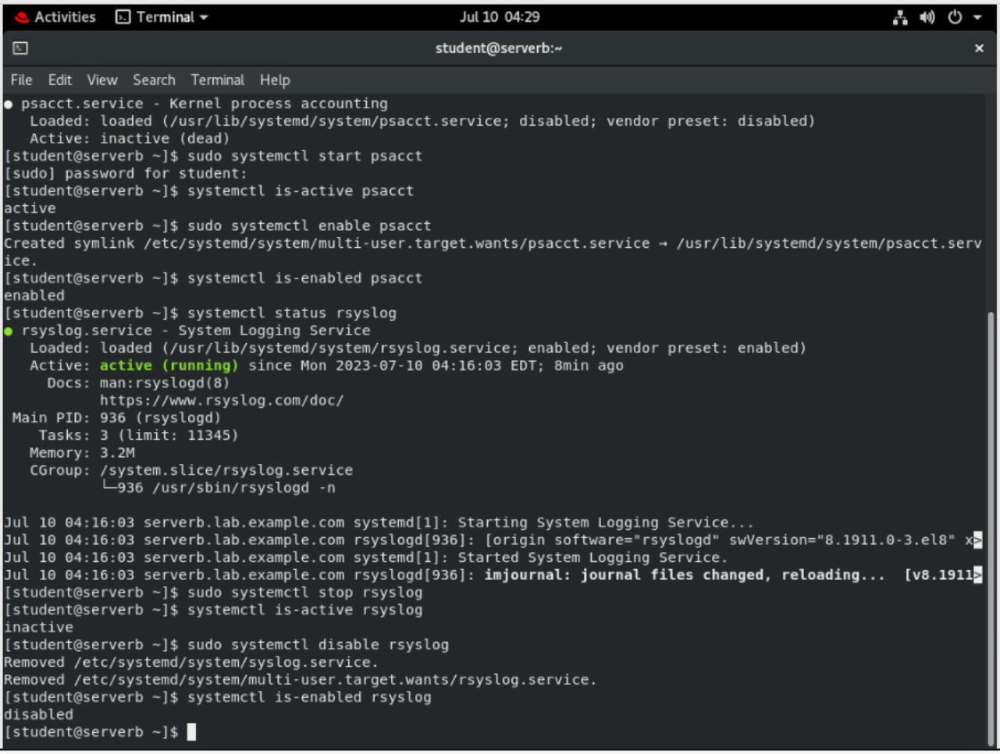 Activities Terminal Jul 10 04:29
student@serverb:~ ×
File Edit View Search Terminal Help
● psacct.service - Kernel process accounting
   Loaded: loaded (/usr/lib/systemd/system/psacct.service; disabled; vendor preset: disabled)
   Active: inactive (dead)
[student@serverb ~]$ sudo systemctl start psacct
[sudo] password for student:
[student@serverb ~]$ systemctl is-active psacct
active
[student@serverb ~]$ sudo systemctl enable psacct
Created symlink /etc/systemd/system/multi-user.target.wants/psacct.service → /usr/lib/systemd/system/psacct.serv
ice.
[student@serverb ~]$ systemctl is-enabled psacct
enabled
[student@serverb ~]$ systemctl status rsyslog
● rsyslog.service - System Logging Service
   Loaded: loaded (/usr/lib/systemd/system/rsyslog.service; enabled; vendor preset: enabled)
   Active: active (running) since Mon 2023-07-10 04:16:03 EDT; 8min ago
     Docs: man:rsyslogd(8)
           https://www.rsyslog.com/doc/
 Main PID: 936 (rsyslogd)
    Tasks: 3 (limit: 11345)
   Memory: 3.2M
   CGroup: /system.slice/rsyslog.service
           └─936 /usr/sbin/rsyslogd -n
Jul 10 04:16:03 serverb.lab.example.com systemd[1]: Starting System Logging Service...
Jul 10 04:16:03 serverb.lab.example.com rsyslogd[936]: [origin software="rsyslogd" swVersion="8.1911.0-3.el8" x>
Jul 10 04:16:03 serverb.lab.example.com systemd[1]: Started System Logging Service.
Jul 10 04:16:03 serverb.lab.example.com rsyslogd[936]: imjournal: journal files changed, reloading...  [v8.1911>
[student@serverb ~]$ sudo systemctl stop rsyslog
[student@serverb ~]$ systemctl is-active rsyslog
inactive
[student@serverb ~]$ sudo systemctl disable rsyslog
Removed /etc/systemd/system/syslog.service.
Removed /etc/systemd/system/multi-user.target.wants/rsyslog.service.
[student@serverb ~]$ systemctl is-enabled rsyslog
disabled
[student@serverb ~]$